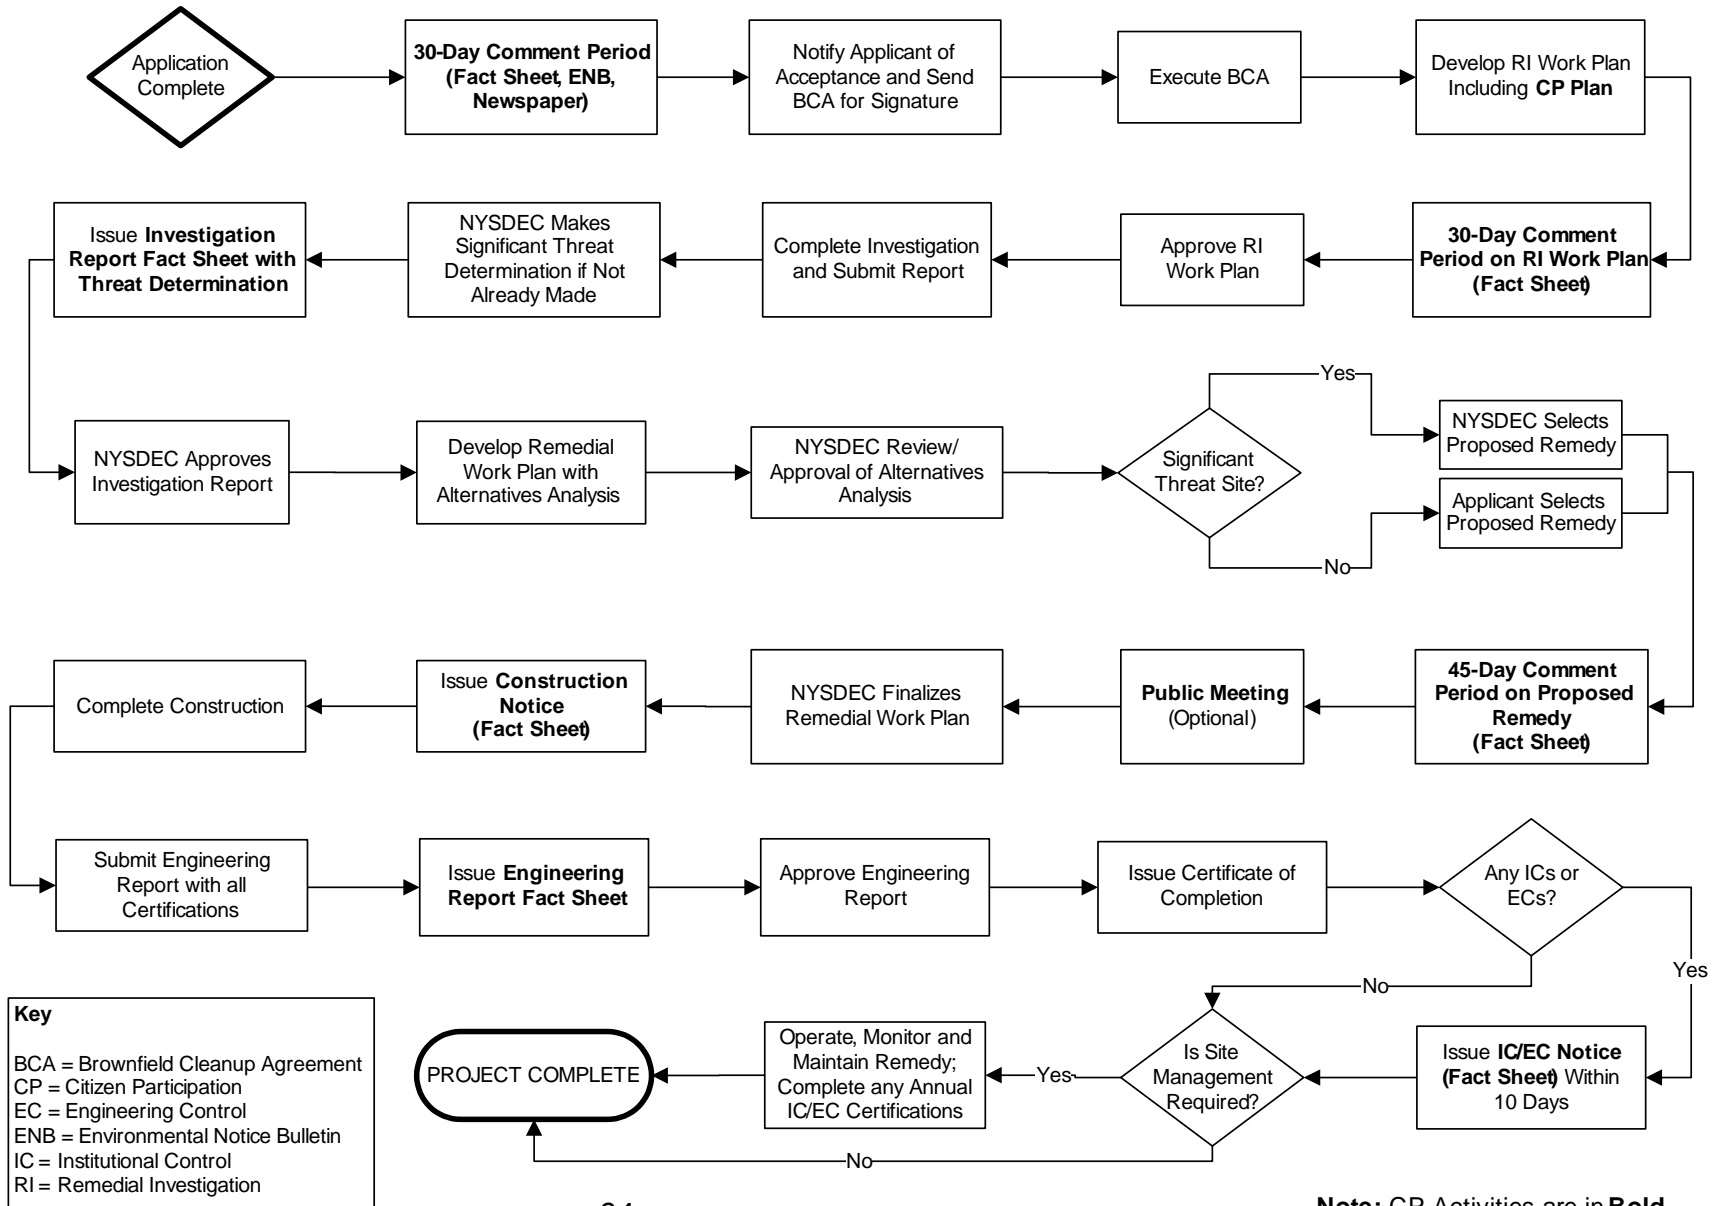 Application
Complete
30-Day Comment Period
(Fact Sheet, ENB,
Newspaper)
Notify Applicant of
Acceptance and Send
BCA for Signature
Execute BCA
Develop RI Work Plan
Including CP Plan
Issue Investigation
Report Fact Sheet with
Threat Determination
NYSDEC Makes
Significant Threat
Determination if Not
Already Made
Complete Investigation
and Submit Report
Approve RI
Work Plan
30-Day Comment
Period on RI Work Plan
(Fact Sheet)
NYSDEC Approves
Investigation Report
Develop Remedial
Work Plan with
Alternatives Analysis
NYSDEC Review/
Approval of Alternatives
Analysis
Significant
Threat Site?
Yes
No
NYSDEC Selects
Proposed Remedy
Applicant Selects
Proposed Remedy
Complete Construction
Issue Construction
Notice
(Fact Sheet)
NYSDEC Finalizes
Remedial Work Plan
Public Meeting
(Optional)
45-Day Comment
Period on Proposed
Remedy
(Fact Sheet)
Submit Engineering
Report with all
Certifications
Issue Engineering
Report Fact Sheet
Approve Engineering
Report
Issue Certificate of
Completion
Any ICs or
ECs?
Yes
No
PROJECT COMPLETE
Operate, Monitor and
Maintain Remedy;
Complete any Annual
IC/EC Certifications
Yes
Is Site
Management
Required?
Issue IC/EC Notice
(Fact Sheet) Within
10 Days
No
Key
BCA = Brownfield Cleanup Agreement
CP = Citizen Participation
EC = Engineering Control
ENB = Environmental Notice Bulletin
IC = Institutional Control
RI = Remedial Investigation
Note: CP Activities are in Bold